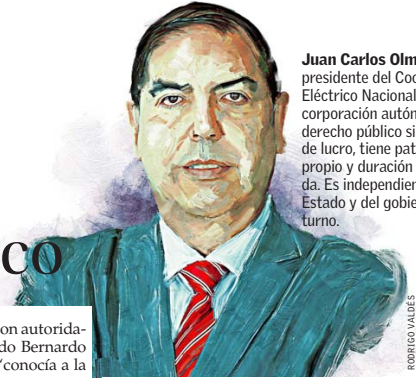 Juan Carlos Olm
presidente del Coo
Eléctrico Nacional
corporación autón
derecho público si
de lucro, tiene pat
propio y duración
da. Es independien
Estado y del gobie
turno.
co
on autorida-
do Bernardo
“conocía a la
RODRIGO VALDÉS